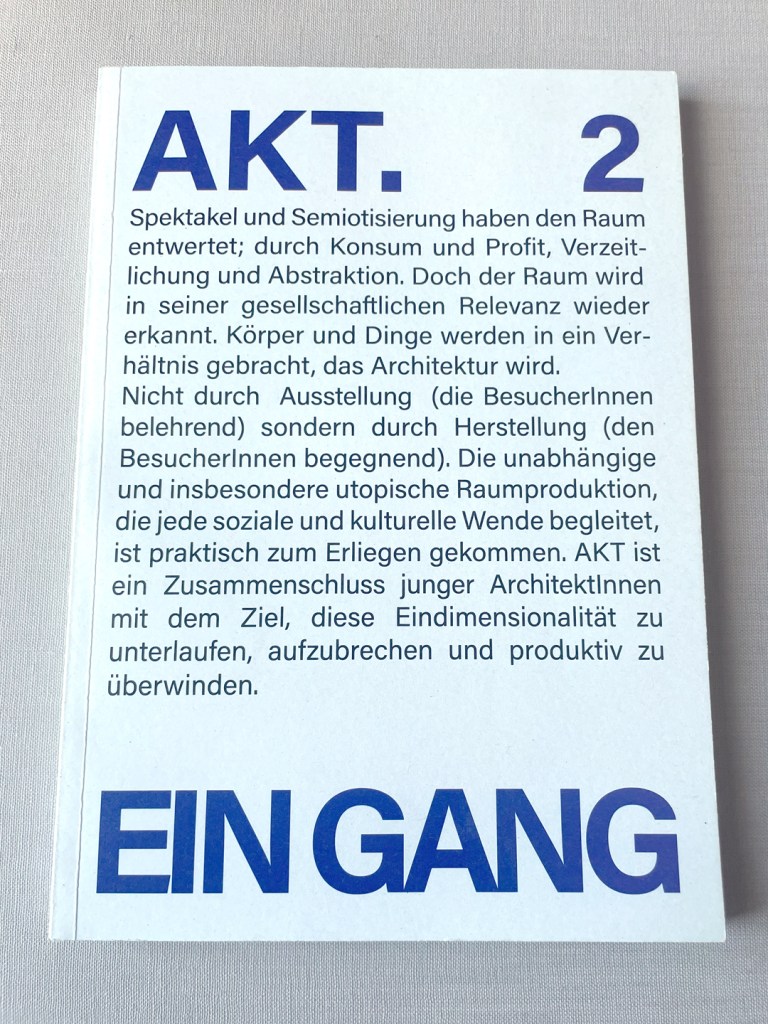 AKT. 2
Spektakel und Semiotisierung haben den Raum
entwertet; durch Konsum und Profit, Verzeit-
lichung und Abstraktion. Doch der Raum wird
in seiner gesellschaftlichen Relevanz wieder
erkannt. Körper und Dinge werden in ein Ver-
hältnis gebracht, das Architektur wird.
Nicht durch Ausstellung (die BesucherInnen
belehrend) sondern durch Herstellung (den
BesucherInnen begegnend). Die unabhängige
und insbesondere utopische Raumproduktion,
die jede soziale und kulturelle Wende begleitet,
ist praktisch zum Erliegen gekommen. AKT ist
ein Zusammenschluss junger ArchitektInnen
mit dem Ziel, diese Eindimensionalität zu
unterlaufen, aufzubrechen und produktiv zu
überwinden.
EIN GANG